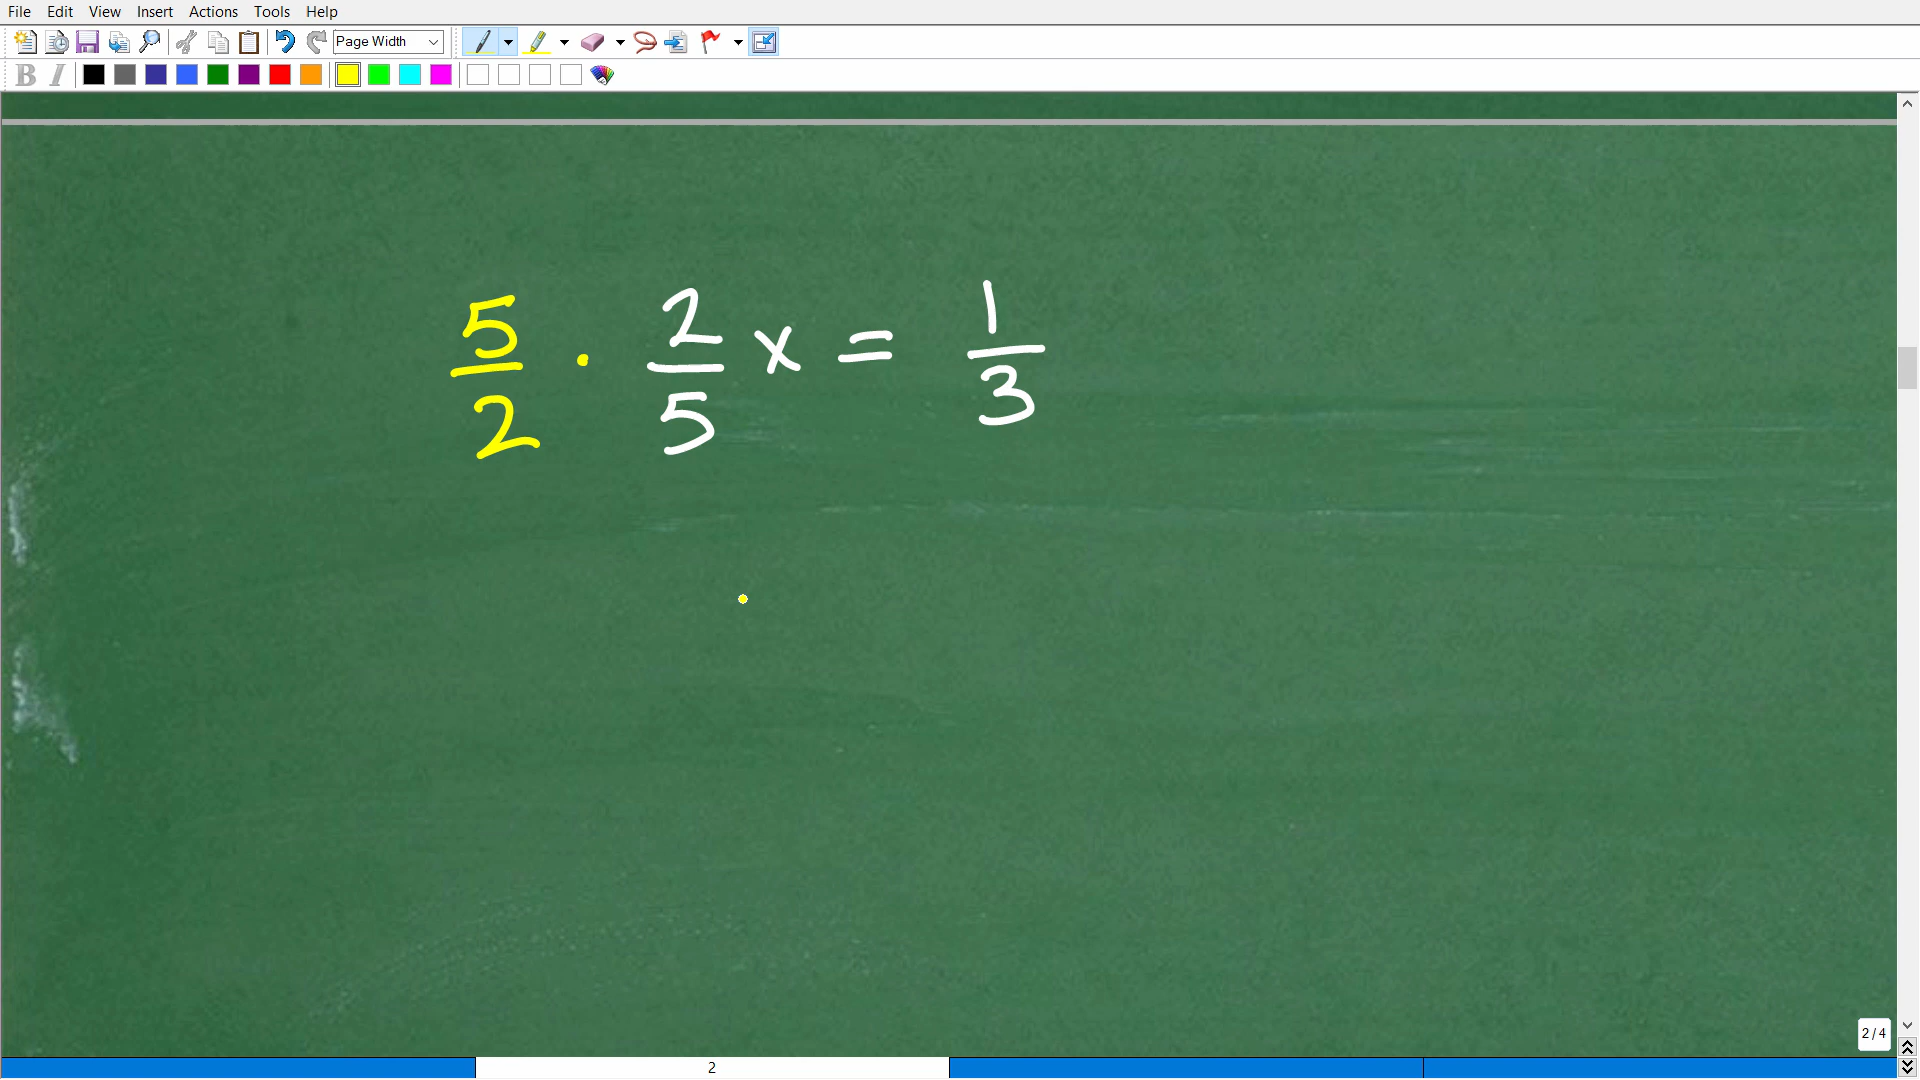 File Edit View Insert Actions Tools Help
Page Width
B I
5/2 · 2/5 x = 1/3
2 / 4
2